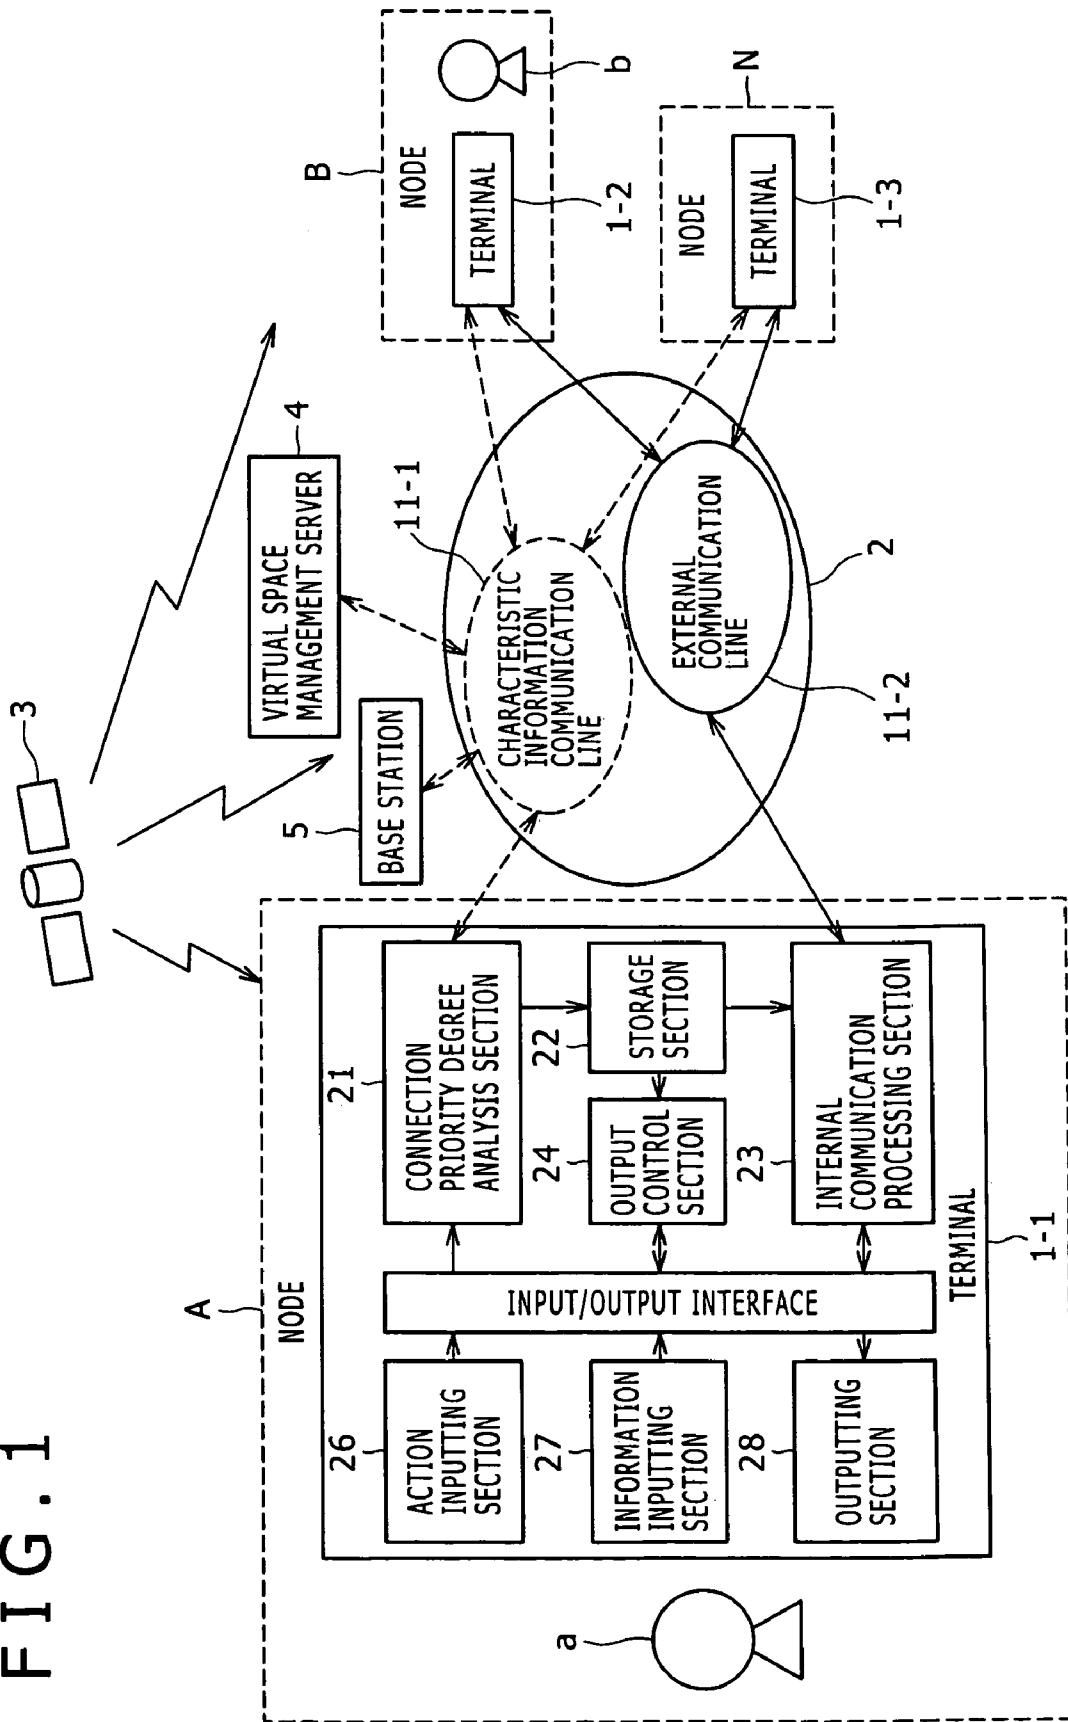 FIG. 1
3
A
NODE
B
NODE
b
TERMINAL
1-2
N
NODE
TERMINAL
1-3
4
VIRTUAL SPACE
MANAGEMENT SERVER
5
BASE STATION
11-1
CHARACTERISTIC
INFORMATION
COMMUNICATION
LINE
EXTERNAL
COMMUNICATION
LINE
11-2
2
21
CONNECTION
PRIORITY DEGREE
ANALYSIS SECTION
22
STORAGE
SECTION
24
OUTPUT
CONTROL
SECTION
23
INTERNAL
COMMUNICATION
PROCESSING SECTION
INPUT/OUTPUT INTERFACE
26
ACTION
INPUTTING
SECTION
27
INFORMATION
INPUTTING
SECTION
28
OUTPUTTING
SECTION
TERMINAL
1-1
a